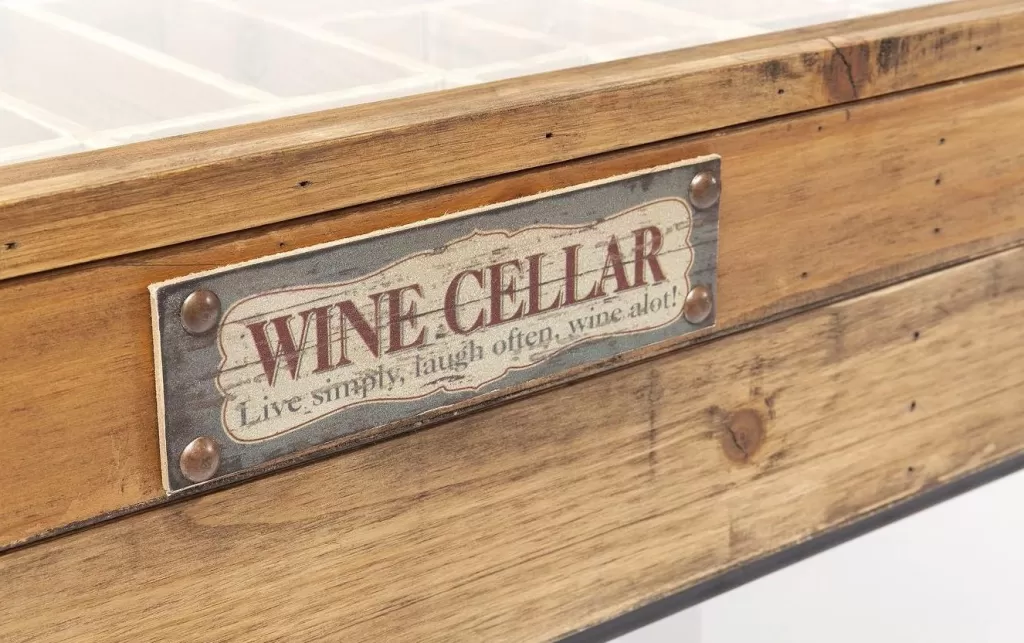 WINE CELLAR
Live simply, laugh often, wine alot!